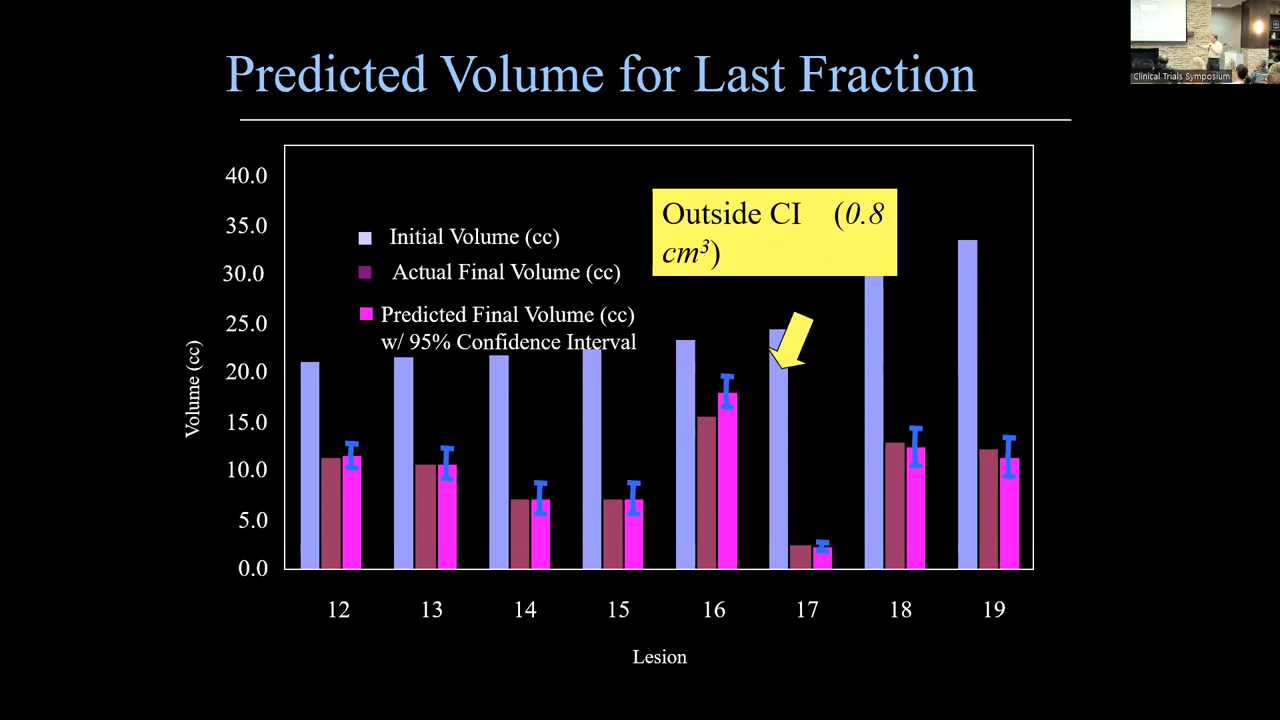 Predicted Volume for Last Fraction
Clinical Trials Symposium
40.0
35.0
30.0
25.0
20.0
15.0
10.0
5.0
0.0
Volume (cc)
Initial Volume (cc)
Actual Final Volume (cc)
Predicted Final Volume (cc)
w/ 95% Confidence Interval
Outside CI (0.8
cm³)
12 13 14 15 16 17 18 19
Lesion